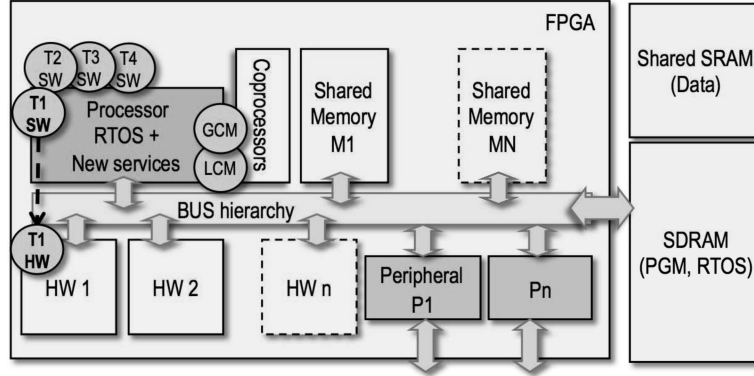 FPGA
T2
SW
T3
SW
T4
SW
T1
SW
Processor
RTOS +
New services
GCM
LCM
Coprocessors
Shared
Memory
M1
Shared
Memory
MN
Shared SRAM
(Data)
BUS hierarchy
T1
HW
HW 1
HW 2
HW n
Peripheral
P1
Pn
SDRAM
(PGM, RTOS)